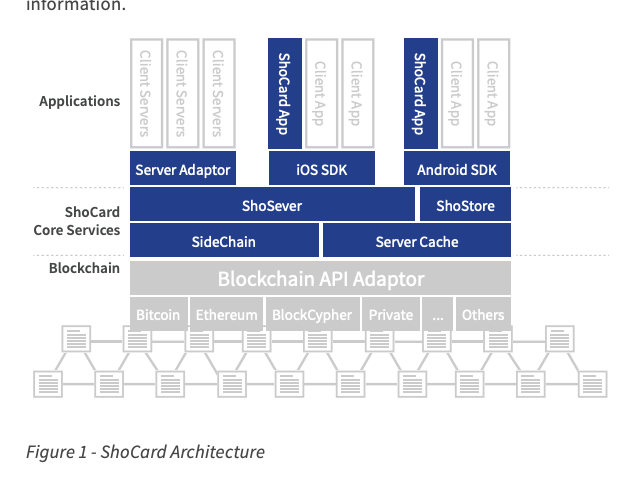 information.
Client Servers
Client Servers
Client Servers
ShoCard App
Client App
Client App
ShoCard App
Client App
Client App
Applications
Server Adaptor
iOS SDK
Android SDK
ShoCard
Core Services
ShoSever
ShoStore
SideChain
Server Cache
Blockchain
Blockchain API Adaptor
Bitcoin
Ethereum
BlockCypher
Private
...
Others
Figure 1 - ShoCard Architecture